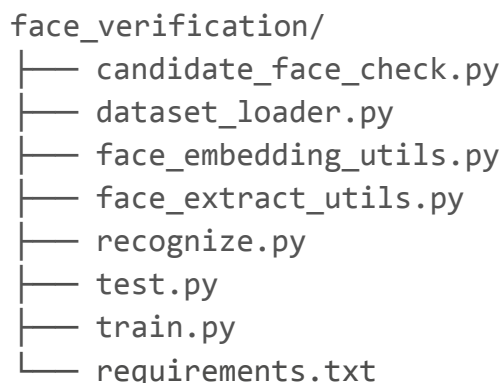 face_verification/
├── candidate_face_check.py
├── dataset_loader.py
├── face_embedding_utils.py
├── face_extract_utils.py
├── recognize.py
├── test.py
├── train.py
└── requirements.txt